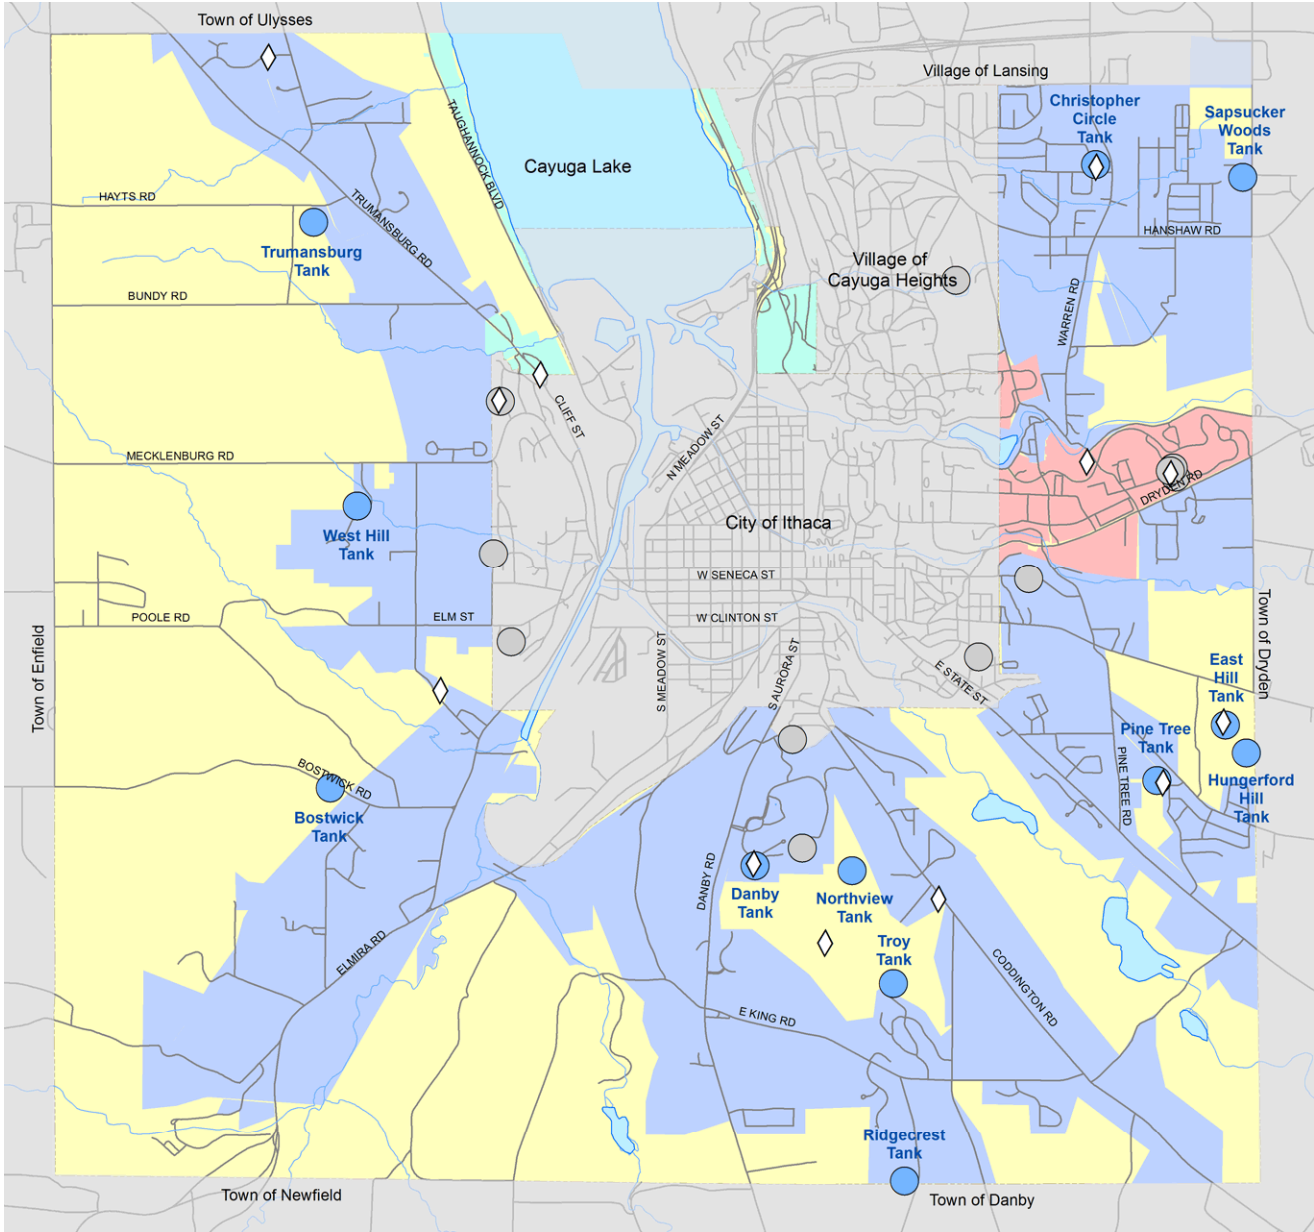 Town of Ulysses
Village of Lansing
Christopher
Circle
Tank
Sapsucker
Woods
Tank
TAUGHANNOCK BLVD
Cayuga Lake
HAYTS RD
TRUMANSBURG RD
HANSHAW RD
Trumansburg
Tank
Village of
Cayuga Heights
BUNDY RD
WARREN RD
CLIFF ST
N MEADOW ST
MECKLENBURG RD
DRYDEN RD
West Hill
Tank
City of Ithaca
W SENECA ST
POOLE RD
ELM ST
W CLINTON ST
Town of Enfield
Town of Dryden
S MEADOW ST
S AURORA ST
E STATE ST
East
Hill
Tank
Pine Tree
Tank
PINE TREE RD
Hungerford
Hill
Tank
BOSTWICK RD
Bostwick
Tank
DANBY RD
Danby
Tank
Northview
Tank
Troy
Tank
ELMIRA RD
CODDINGTON RD
E KING RD
Ridgecrest
Tank
Town of Newfield
Town of Danby